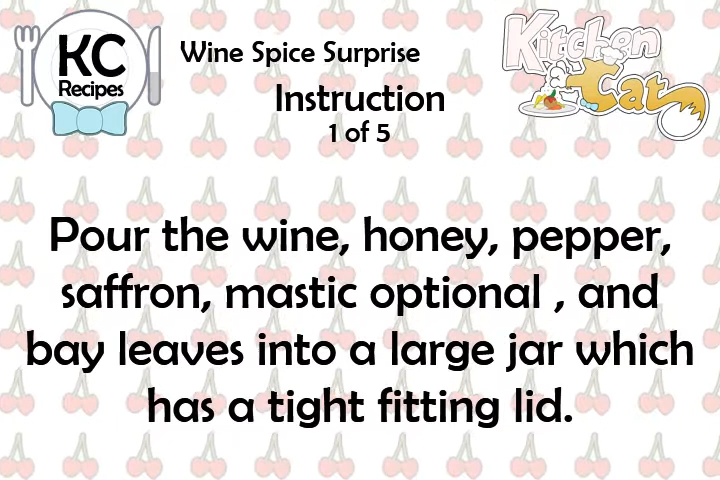 KC
Recipes
Wine Spice Surprise
Kitchen
Cat
Instruction
1 of 5
Pour the wine, honey, pepper,
saffron, mastic optional , and
bay leaves into a large jar which
has a tight fitting lid.